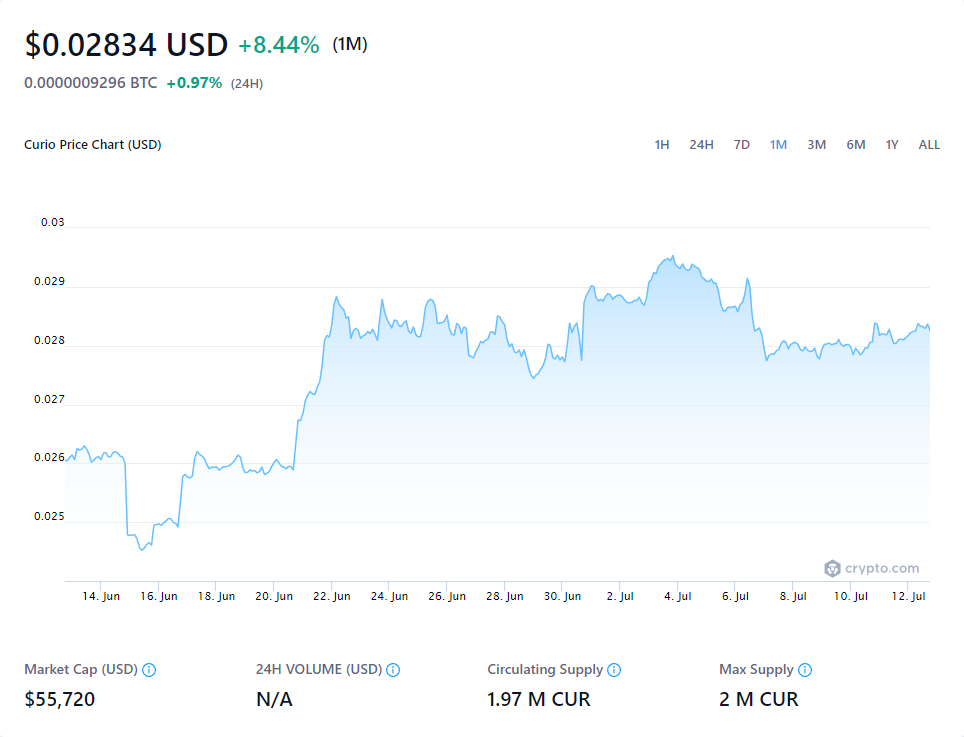 $0.02834 USD +8.44% (1M)
0.0000009296 BTC +0.97% (24H)
Curio Price Chart (USD) 1H 24H 7D 1M 3M 6M 1Y ALL
0.03
0.029
0.028
0.027
0.026
0.025
crypto.com
14. Jun 16. Jun 18. Jun 20. Jun 22. Jun 24. Jun 26. Jun 28. Jun 30. Jun 2. Jul 4. Jul 6. Jul 8. Jul 10. Jul 12. Jul
Market Cap (USD) 24H VOLUME (USD) Circulating Supply Max Supply
$55,720 N/A 1.97 M CUR 2 M CUR